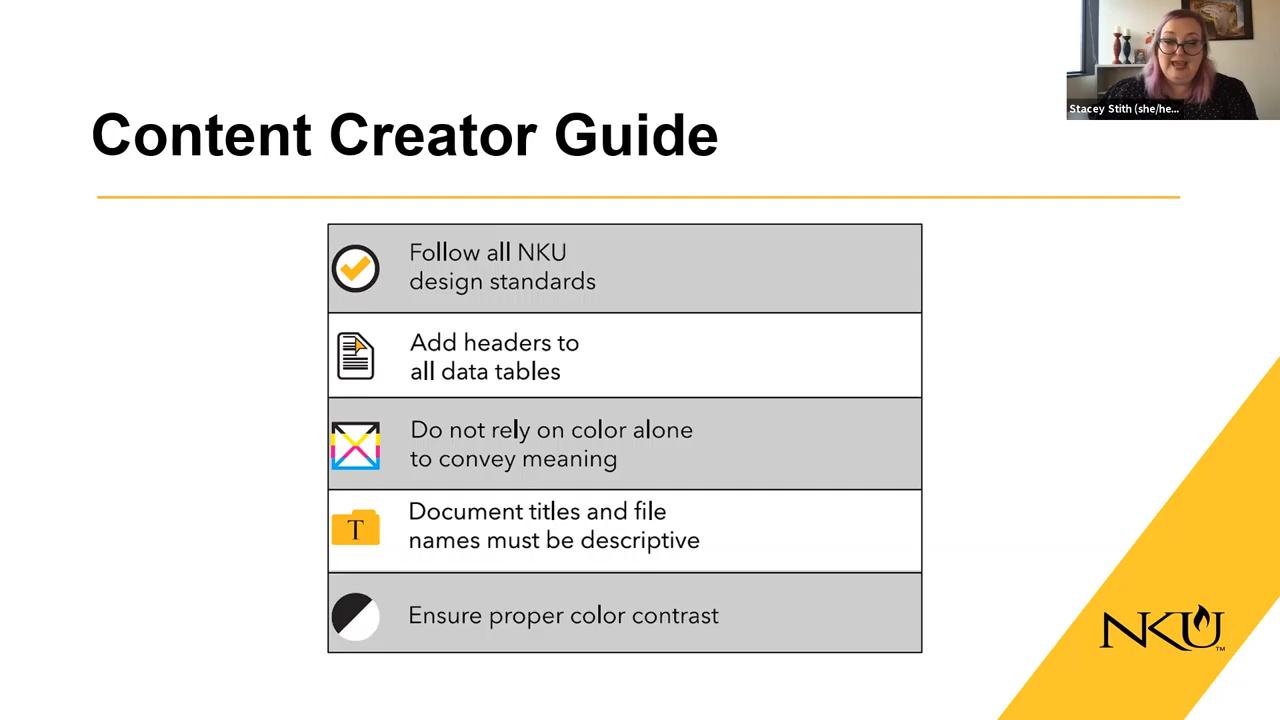 Stacey Stith (she/he...
Content Creator Guide
Follow all NKU
design standards
Add headers to
all data tables
Do not rely on color alone
to convey meaning
T
Document titles and file
names must be descriptive
Ensure proper color contrast
NKU
TM